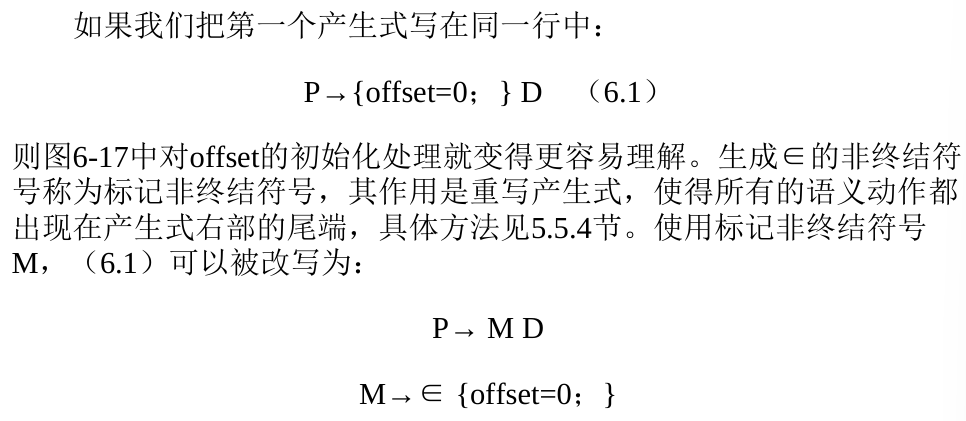 如果我们把第一个产生式写在同一行中：
P→{offset=0；} D （6.1）
则图6-17中对offset的初始化处理就变得更容易理解。生成∈的非终结符
号称为标记非终结符号，其作用是重写产生式，使得所有的语义动作都
出现在产生式右部的尾端，具体方法见5.5.4节。使用标记非终结符号
M，（6.1）可以被改写为：
P→ M D
M→∈ {offset=0；}